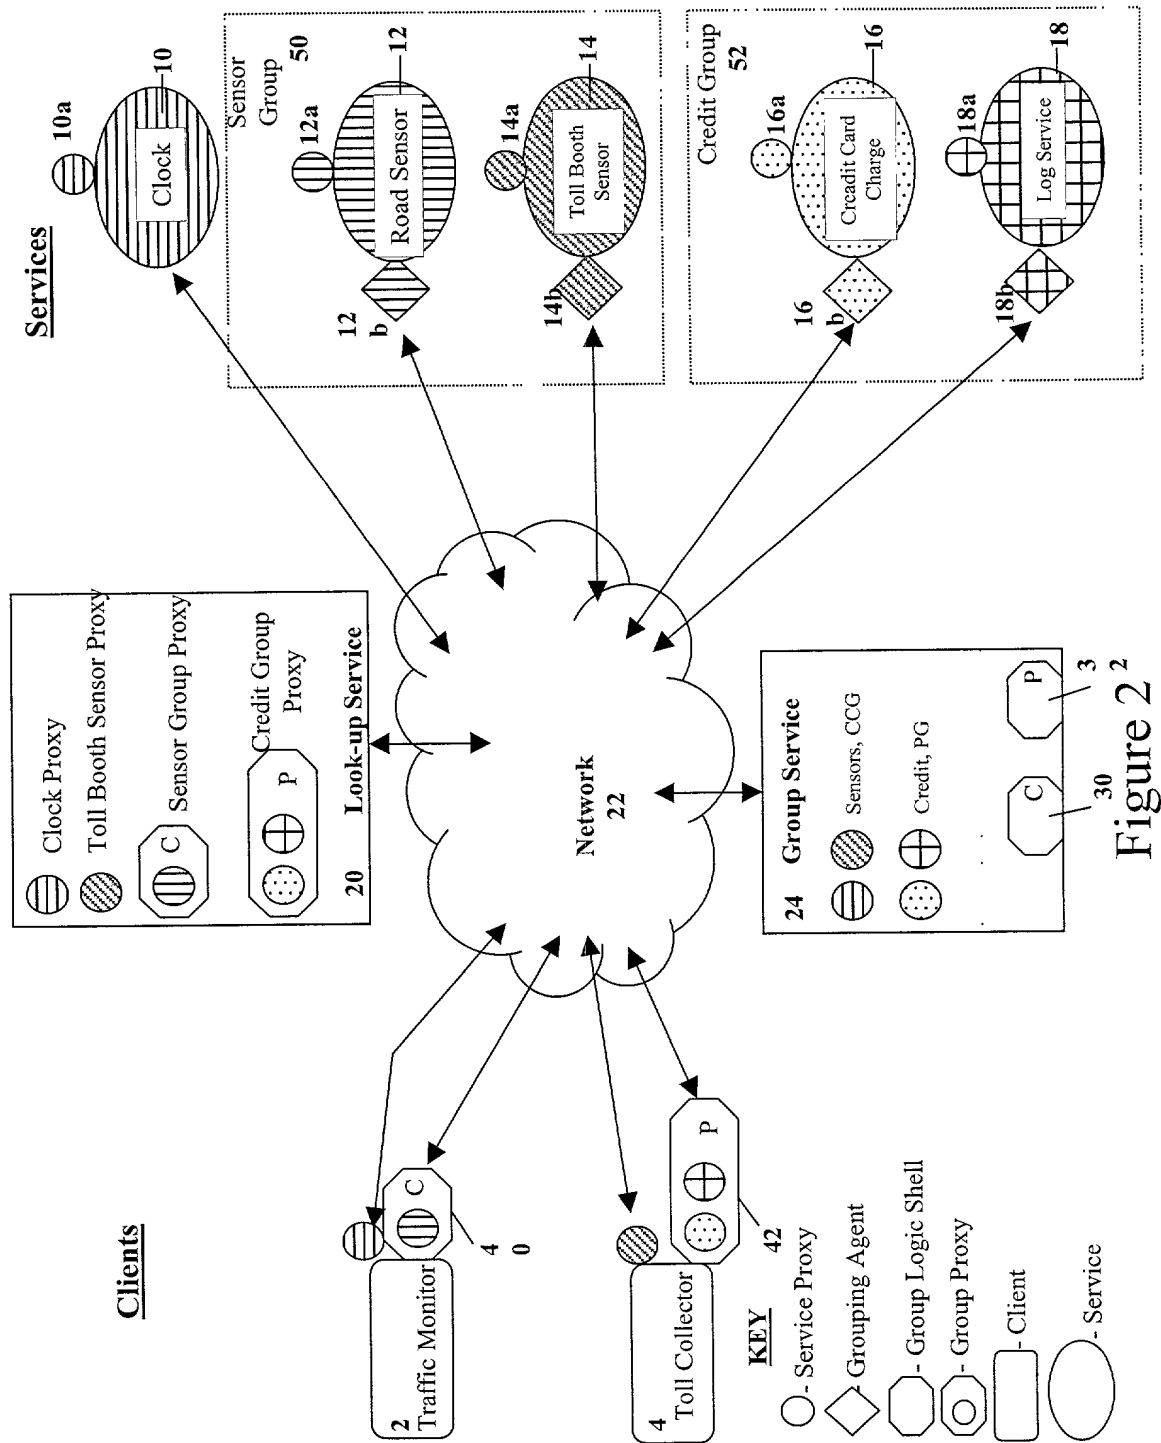 Clients
Services
2
Traffic Monitor
C
4
0
4
Toll Collector
P
42
KEY
- Service Proxy
- Grouping Agent
- Group Logic Shell
- Group Proxy
- Client
- Service
Clock Proxy
Toll Booth Sensor Proxy
C
Sensor Group Proxy
P
Credit Group
Proxy
20 Look-up Service
Network
22
24 Group Service
Sensors, CCG
Credit, PG
C
P
30
3
2
10a
10
Clock
Sensor
Group
50
12a
12
Road Sensor
12
b
14a
14
Toll Booth
Sensor
14b
Credit Group
52
16a
16
Creadit Card
Charge
16
b
18a
18
Log Service
18b
Figure 2